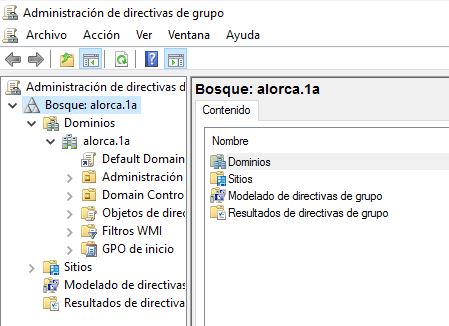 Administración de directivas de grupo
Archivo Acción Ver Ventana Ayuda
Administración de directivas d
Bosque: alorca.1a
Dominios
alorca.1a
Default Domain
Administración
Domain Contro
Objetos de direc
Filtros WMI
GPO de inicio
Sitios
Modelado de directivas
Resultados de directiva
Bosque: alorca.1a
Contenido
Nombre
Dominios
Sitios
Modelado de directivas de grupo
Resultados de directivas de grupo